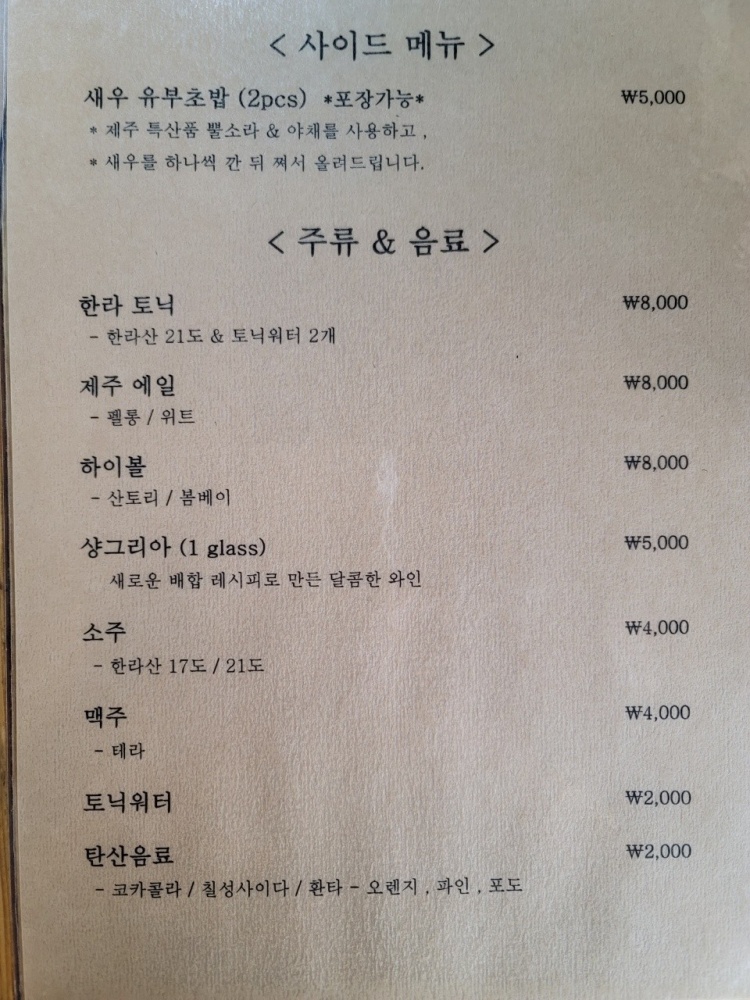 < 사이드 메뉴 >
새우 유부초밥 (2pcs) *포장가능* ₩5,000
* 제주 특산품 뿔소라 & 야채를 사용하고 ,
* 새우를 하나씩 깐 뒤 쪄서 올려드립니다.
< 주류 & 음료 >
한라 토닉 ₩8,000
- 한라산 21도 & 토닉워터 2개
제주 에일 ₩8,000
- 펠롱 / 위트
하이볼 ₩8,000
- 산토리 / 봄베이
샹그리아 (1 glass) ₩5,000
새로운 배합 레시피로 만든 달콤한 와인
소주 ₩4,000
- 한라산 17도 / 21도
맥주 ₩4,000
- 테라
토닉워터 ₩2,000
탄산음료 ₩2,000
- 코카콜라 / 칠성사이다 / 환타 - 오렌지 , 파인 , 포도